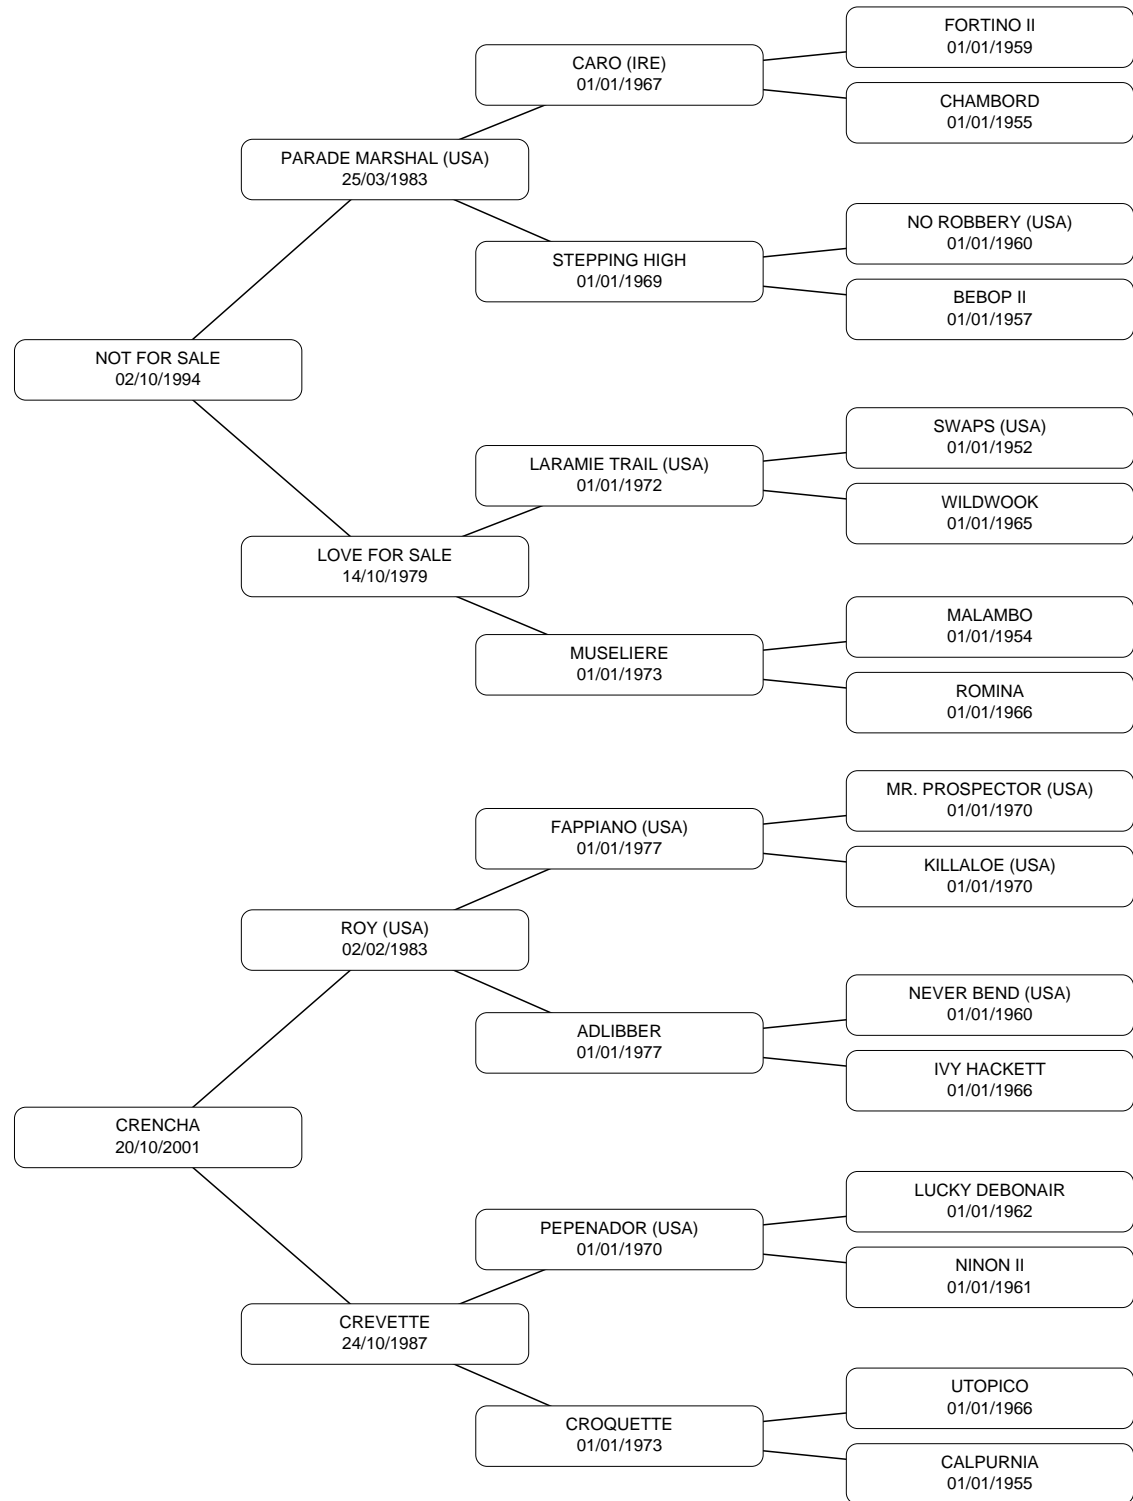 FORTINO II
01/01/1959
CARO (IRE)
01/01/1967
CHAMBORD
01/01/1955
PARADE MARSHAL (USA)
25/03/1983
NO ROBBERY (USA)
01/01/1960
STEPPING HIGH
01/01/1969
BEBOP II
01/01/1957
NOT FOR SALE
02/10/1994
SWAPS (USA)
01/01/1952
LARAMIE TRAIL (USA)
01/01/1972
WILDWOOK
01/01/1965
LOVE FOR SALE
14/10/1979
MALAMBO
01/01/1954
MUSELIERE
01/01/1973
ROMINA
01/01/1966
MR. PROSPECTOR (USA)
01/01/1970
FAPPIANO (USA)
01/01/1977
KILLALOE (USA)
01/01/1970
ROY (USA)
02/02/1983
NEVER BEND (USA)
01/01/1960
ADLIBBER
01/01/1977
IVY HACKETT
01/01/1966
CRENCHA
20/10/2001
LUCKY DEBONAIR
01/01/1962
PEPENADOR (USA)
01/01/1970
NINON II
01/01/1961
CREVETTE
24/10/1987
UTOPICO
01/01/1966
CROQUETTE
01/01/1973
CALPURNIA
01/01/1955